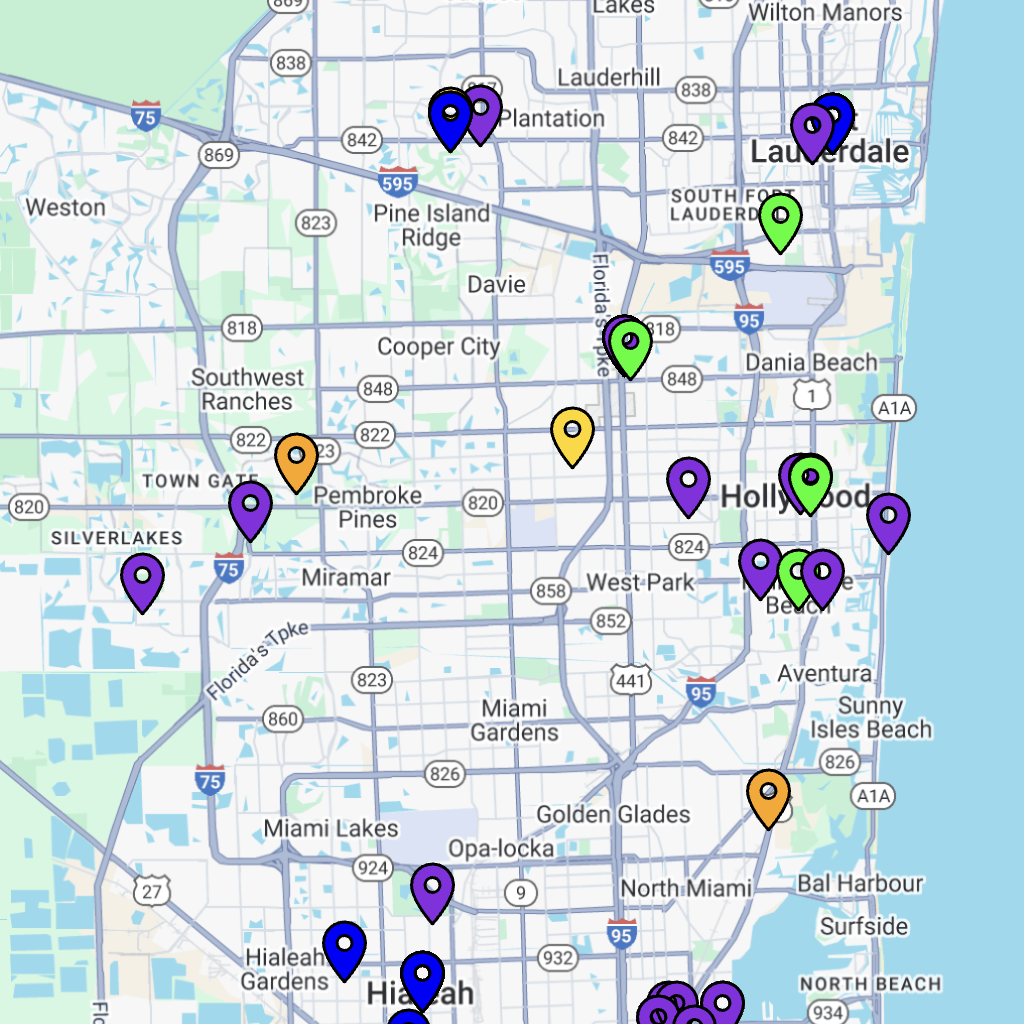 869
Lakes
Wilton Manors
838
Lauderhill
838
817
Plantation
75
842
842
869
Lauderdale
595
SOUTH FORT
LAUDERD
Weston
823
Pine Island
Ridge
595
Davie
Florida's Tpke
95
818
818
Cooper City
Dania Beach
Southwest
Ranches
848
848
1
A1A
822
822
TOWN GATE
Pembroke
Pines
820
820
Hollywood
SILVERLAKES
824
824
75
Miramar
858
West Park
Beach
852
Florida's Tpke
823
441
95
Aventura
860
Miami
Gardens
Sunny
Isles Beach
75
826
826
A1A
Golden Glades
Miami Lakes
924
Opa-locka
27
9
North Miami
Bal Harbour
95
Surfside
Hialeah
Gardens
932
Hialeah
NORTH BEACH
934
Flo